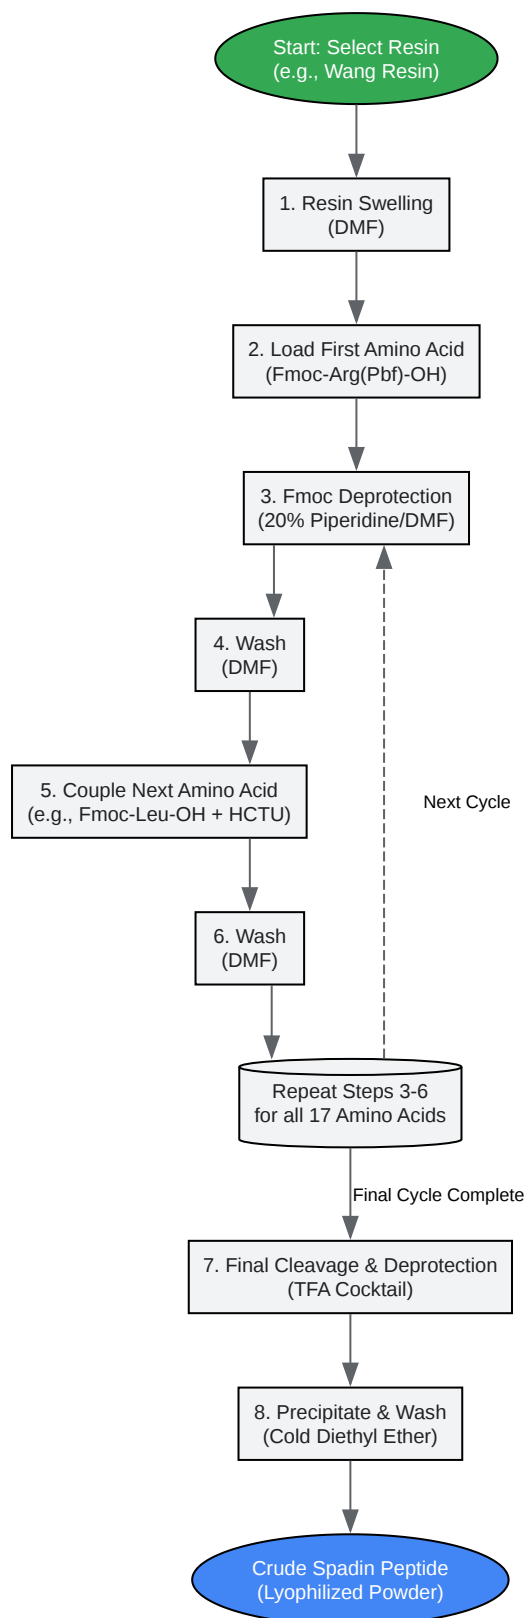 Start: Select Resin
(e.g., Wang Resin)
1. Resin Swelling
(DMF)
2. Load First Amino Acid
(Fmoc-Arg(Pbf)-OH)
3. Fmoc Deprotection
(20% Piperidine/DMF)
4. Wash
(DMF)
5. Couple Next Amino Acid
(e.g., Fmoc-Leu-OH + HCTU)
Next Cycle
6. Wash
(DMF)
Repeat Steps 3-6
for all 17 Amino Acids
Final Cycle Complete
7. Final Cleavage & Deprotection
(TFA Cocktail)
8. Precipitate & Wash
(Cold Diethyl Ether)
Crude Spadin Peptide
(Lyophilized Powder)